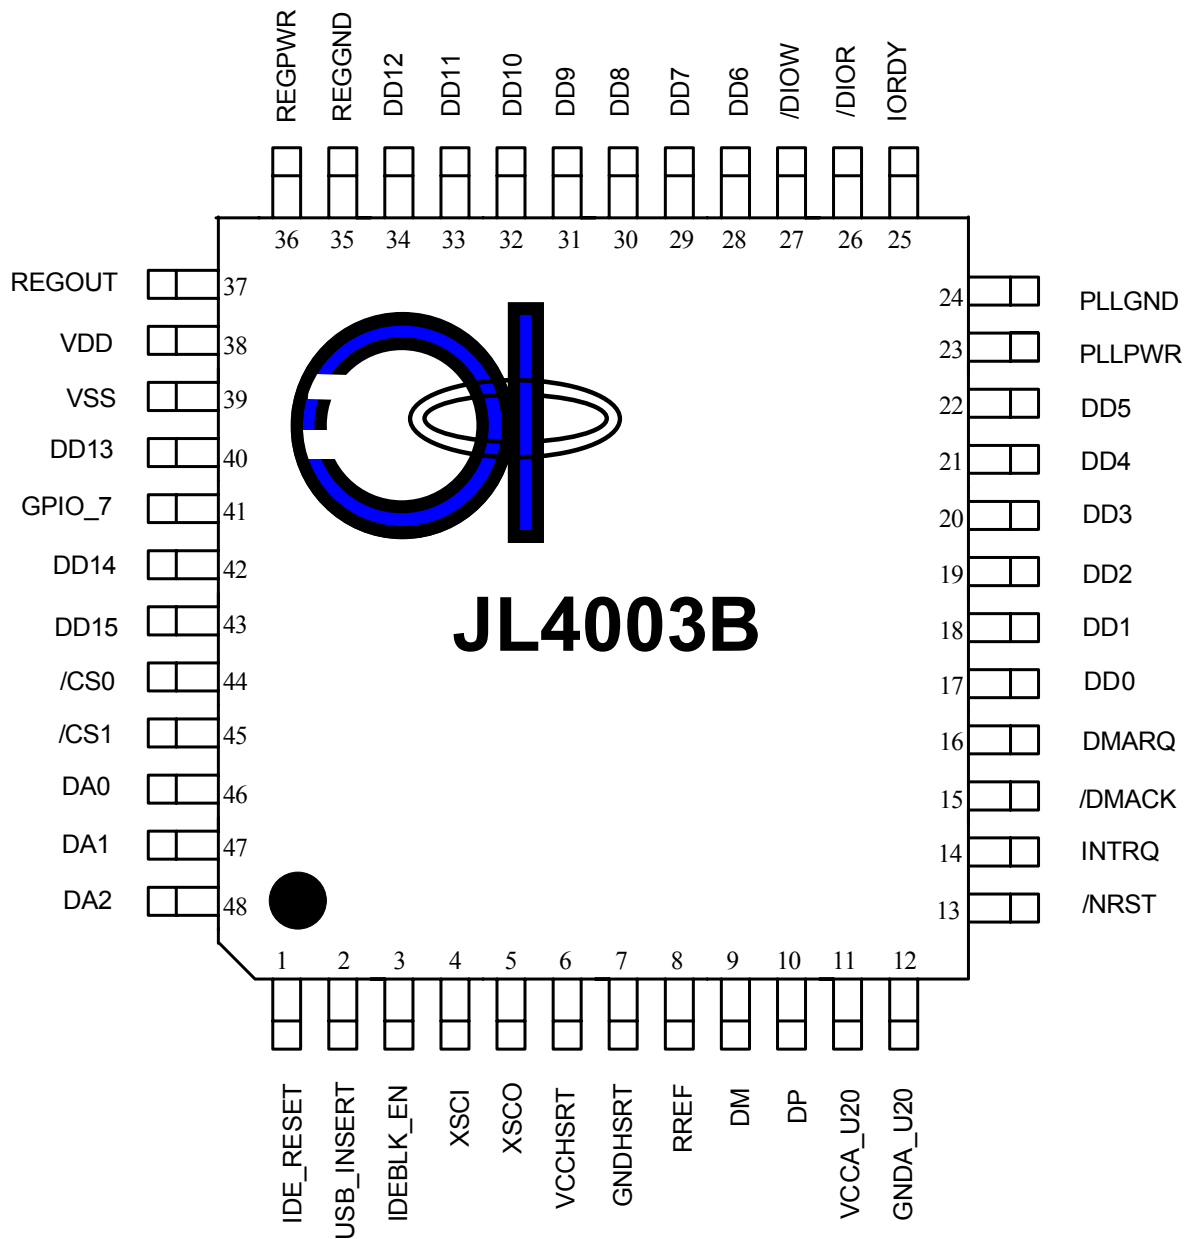 REGPWR
REGGND
DD12
DD11
DD10
DD9
DD8
DD7
DD6
/DIOW
/DIOR
IORDY
36 35 34 33 32 31 30 29 28 27 26 25
REGOUT 37
VDD 38
VSS 39
DD13 40
GPIO_7 41
DD14 42
DD15 43
/CS0 44
/CS1 45
DA0 46
DA1 47
DA2 48
JL4003B
24 PLLGND
23 PLLPWR
22 DD5
21 DD4
20 DD3
19 DD2
18 DD1
17 DD0
16 DMARQ
15 /DMACK
14 INTRQ
13 /NRST
1 2 3 4 5 6 7 8 9 10 11 12
IDE_RESET
USB_INSERT
IDEBLK_EN
XSCI
XSCO
VCCHSRT
GNDHSRT
RREF
DM
DP
VCCA_U20
GNDA_U20